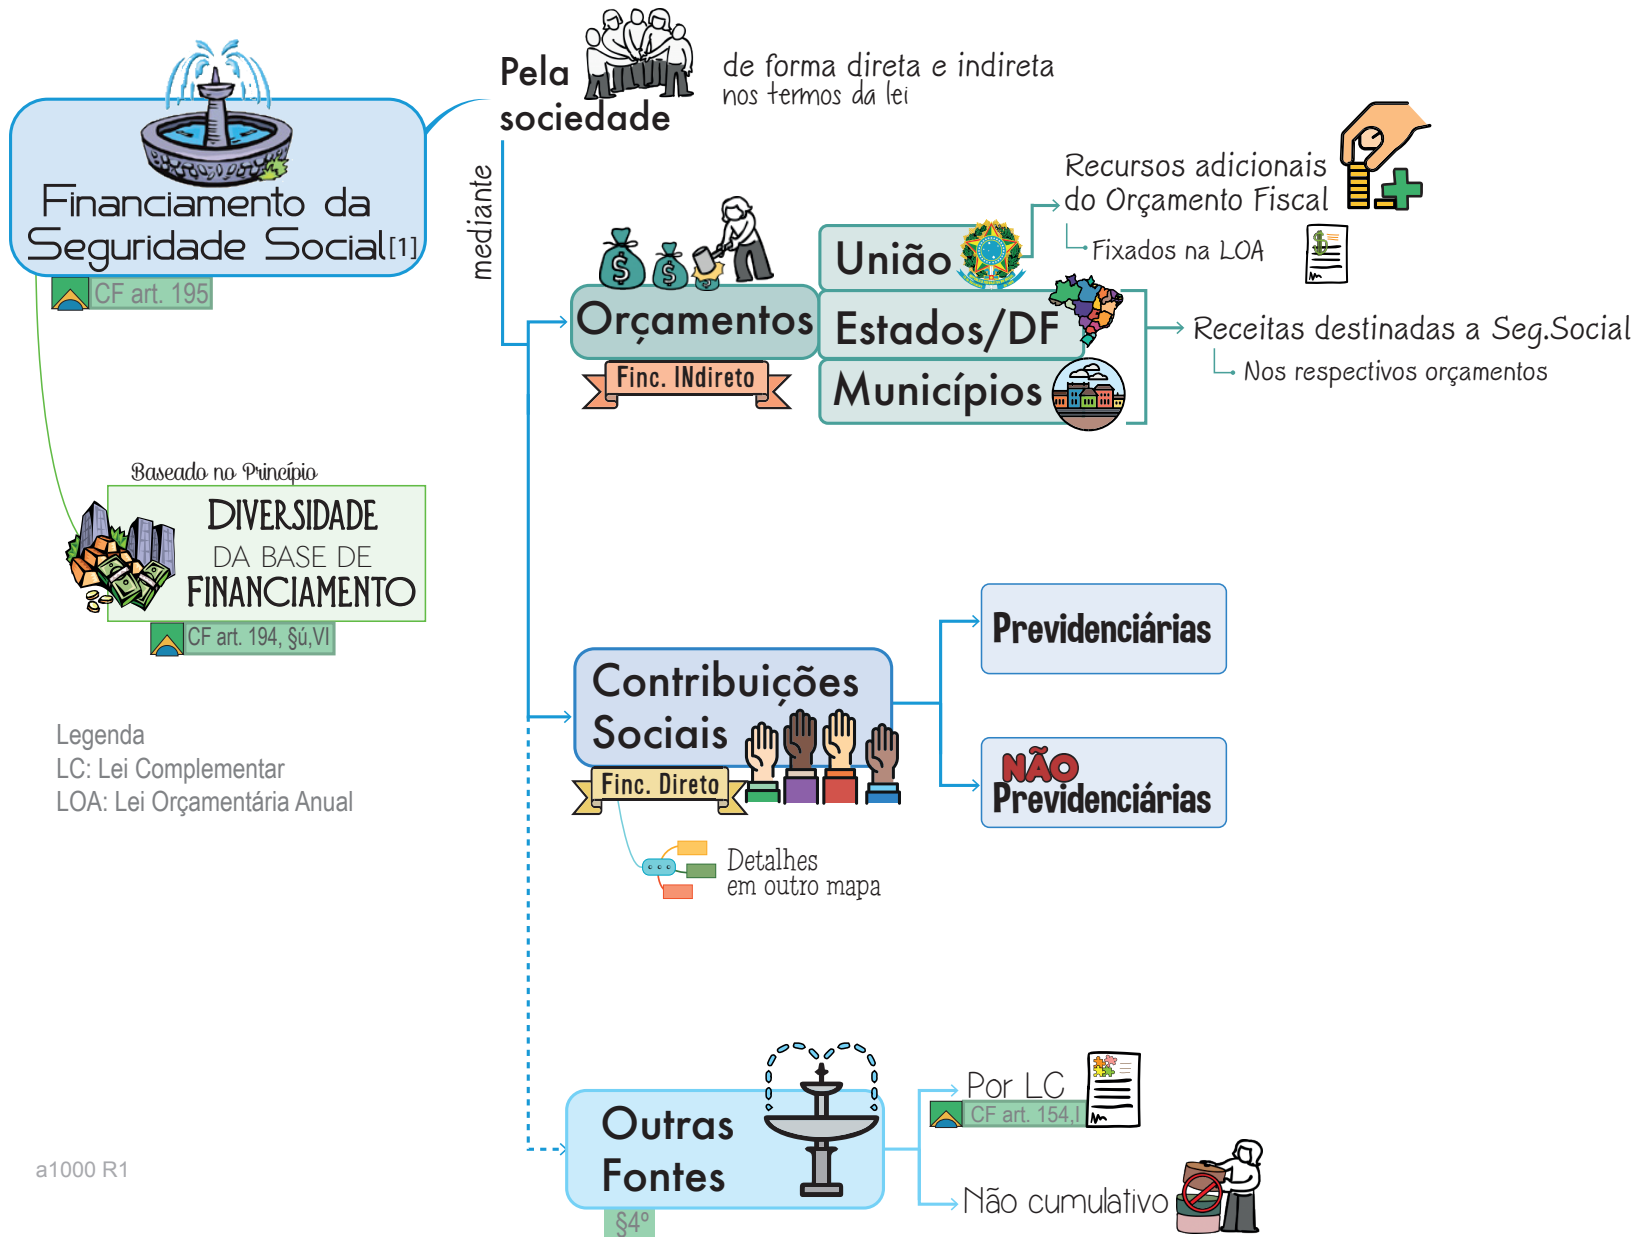 Financiamento da
Seguridade Social[1]
CF art. 195
Baseado no Princípio
DIVERSIDADE
DA BASE DE
FINANCIAMENTO
CF art. 194, §ú,VI
Legenda
LC: Lei Complementar
LOA: Lei Orçamentária Anual
a1000 R1
Pela
sociedade
de forma direta e indireta
nos termos da lei
mediante
Orçamentos
Finc. INdireto
União
Estados/DF
Municípios
Recursos adicionais
do Orçamento Fiscal
Fixados na LOA
Receitas destinadas a Seg.Social
Nos respectivos orçamentos
Contribuições
Sociais
Finc. Direto
Detalhes
em outro mapa
Previdenciárias
NÃO
Previdenciárias
Outras
Fontes
§4º
Por LC
CF art. 154,I
Não cumulativo